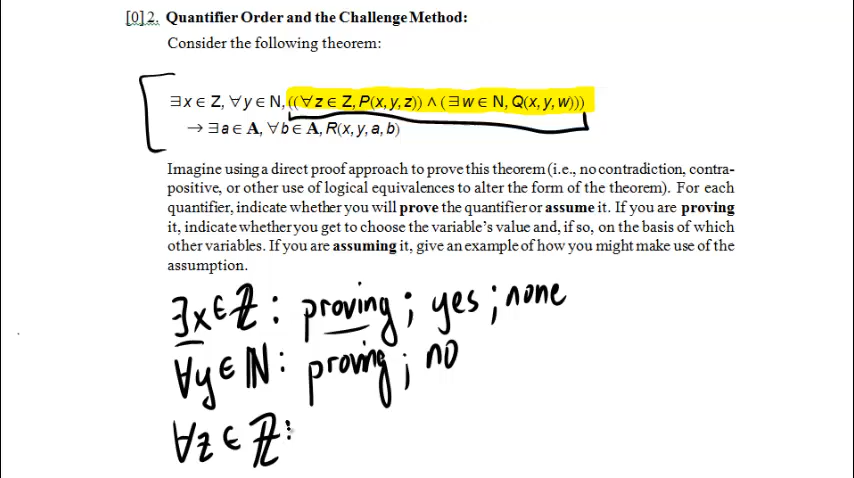 [0]2. Quantifier Order and the Challenge Method:
Consider the following theorem:
∃x ∈ Z, ∀y ∈ N, ((∀z ∈ Z, P(x, y, z)) ∧ (∃w ∈ N, Q(x, y, w)))
→ ∃a ∈ A, ∀b ∈ A, R(x, y, a, b)
Imagine using a direct proof approach to prove this theorem (i.e., no contradiction, contra-
positive, or other use of logical equivalences to alter the form of the theorem). For each
quantifier, indicate whether you will prove the quantifier or assume it. If you are proving
it, indicate whether you get to choose the variable's value and, if so, on the basis of which
other variables. If you are assuming it, give an example of how you might make use of the
assumption.
∃x ∈ ℤ: proving; yes; none
∀y ∈ ℕ: proving; no
∀z ∈ ℤ: